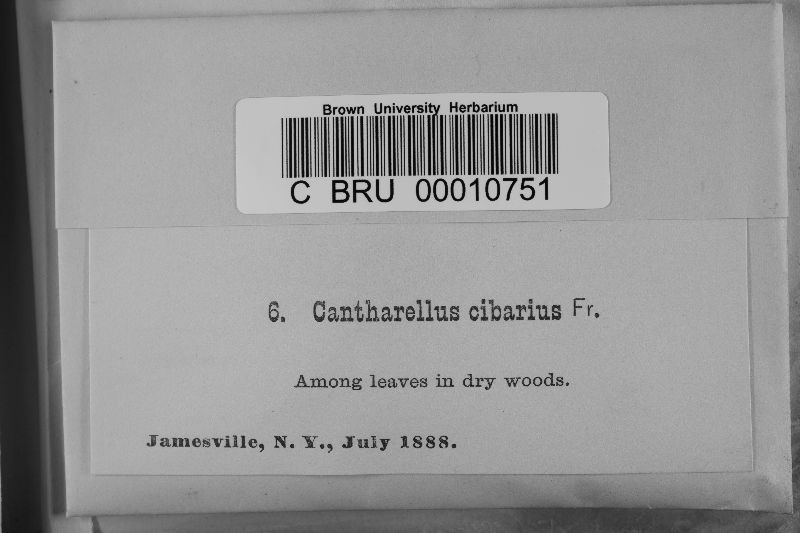 Brown University Herbarium
C BRU 00010751
6. Cantharellus cibarius Fr.
Among leaves in dry woods.
Jamesville, N. Y., July 1888.